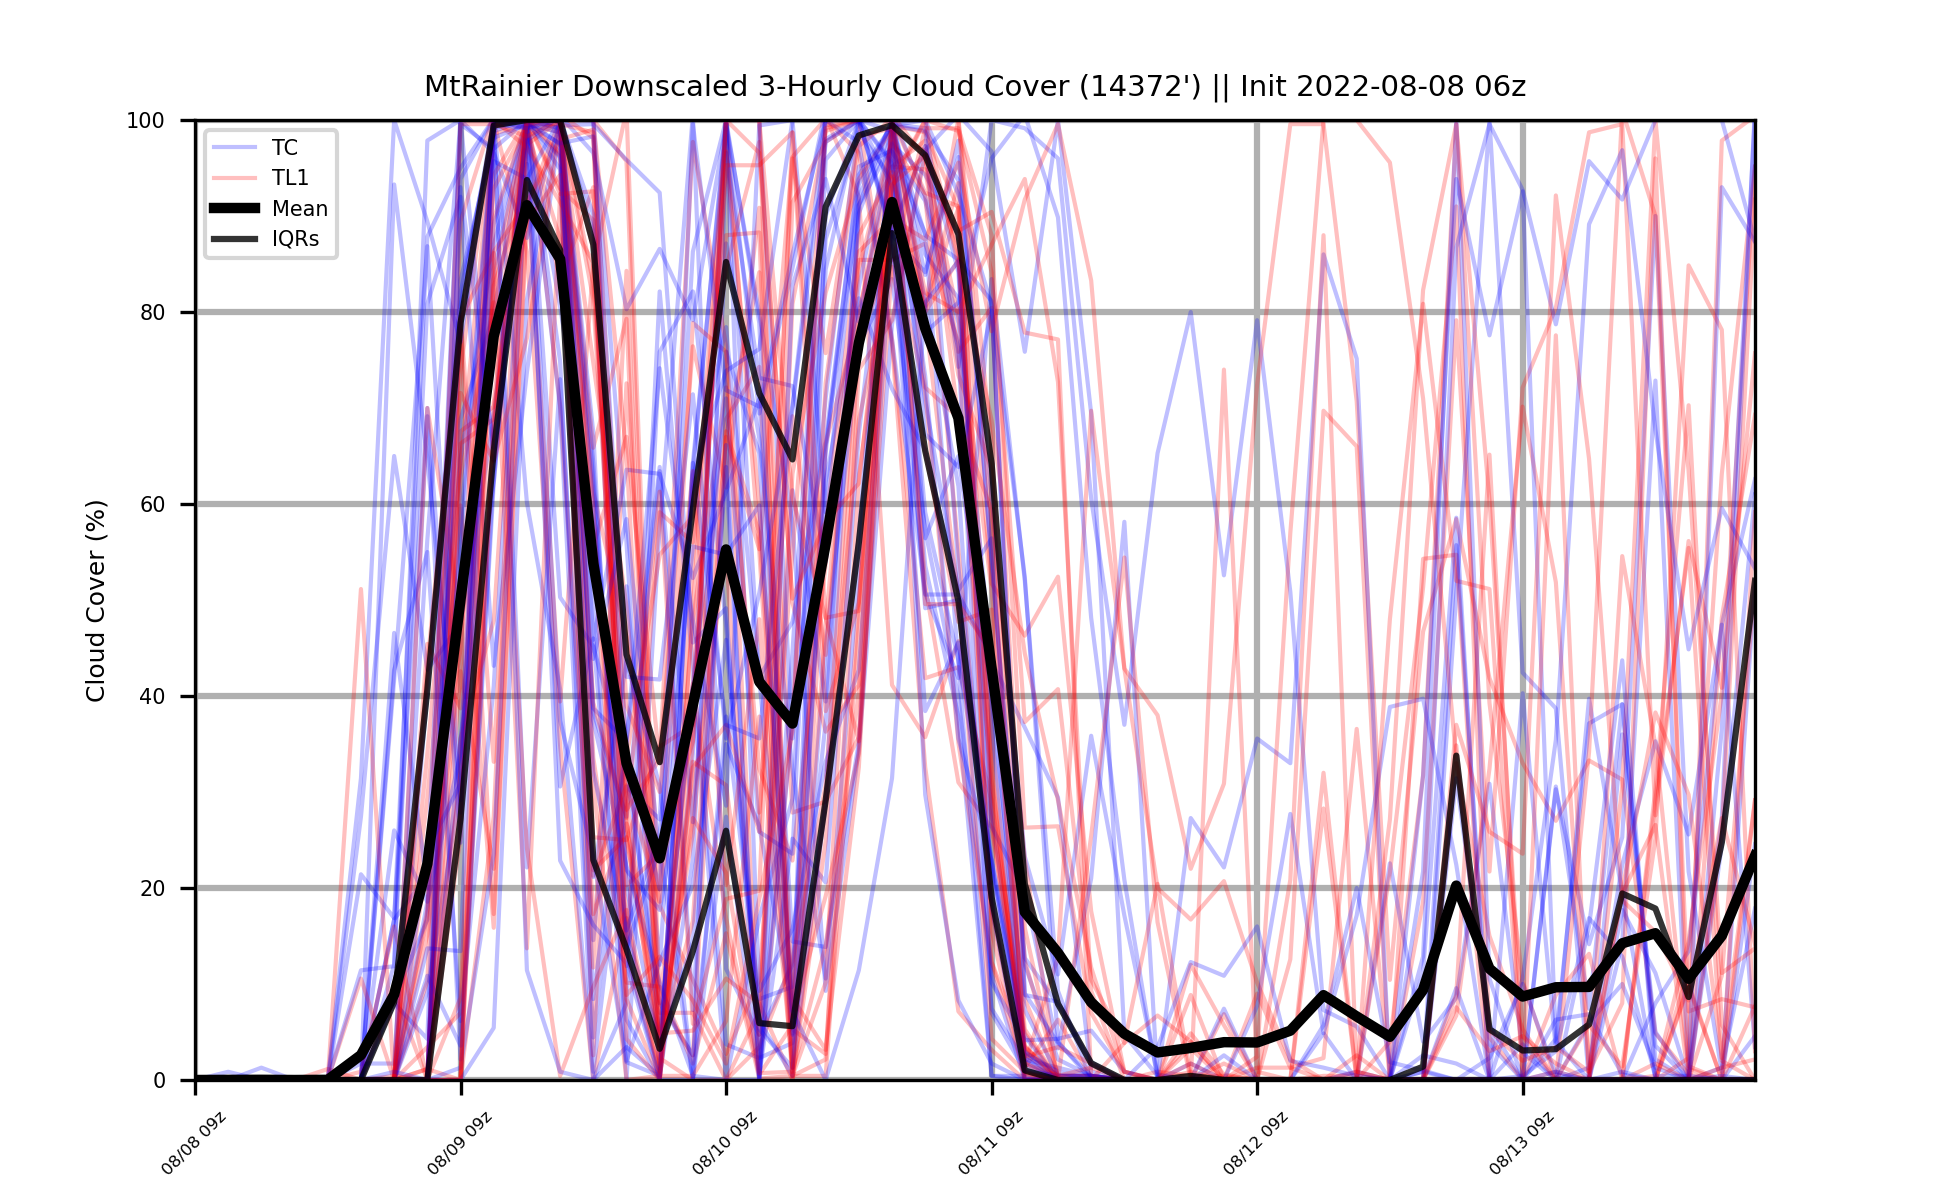 MtRainier Downscaled 3-Hourly Cloud Cover (14372') || Init 2022-08-08 06z
TC
TL1
Mean
IQRs
Cloud Cover (%)
100
80
60
40
20
0
08/08 09z
08/09 09z
08/10 09z
08/11 09z
08/12 09z
08/13 09z